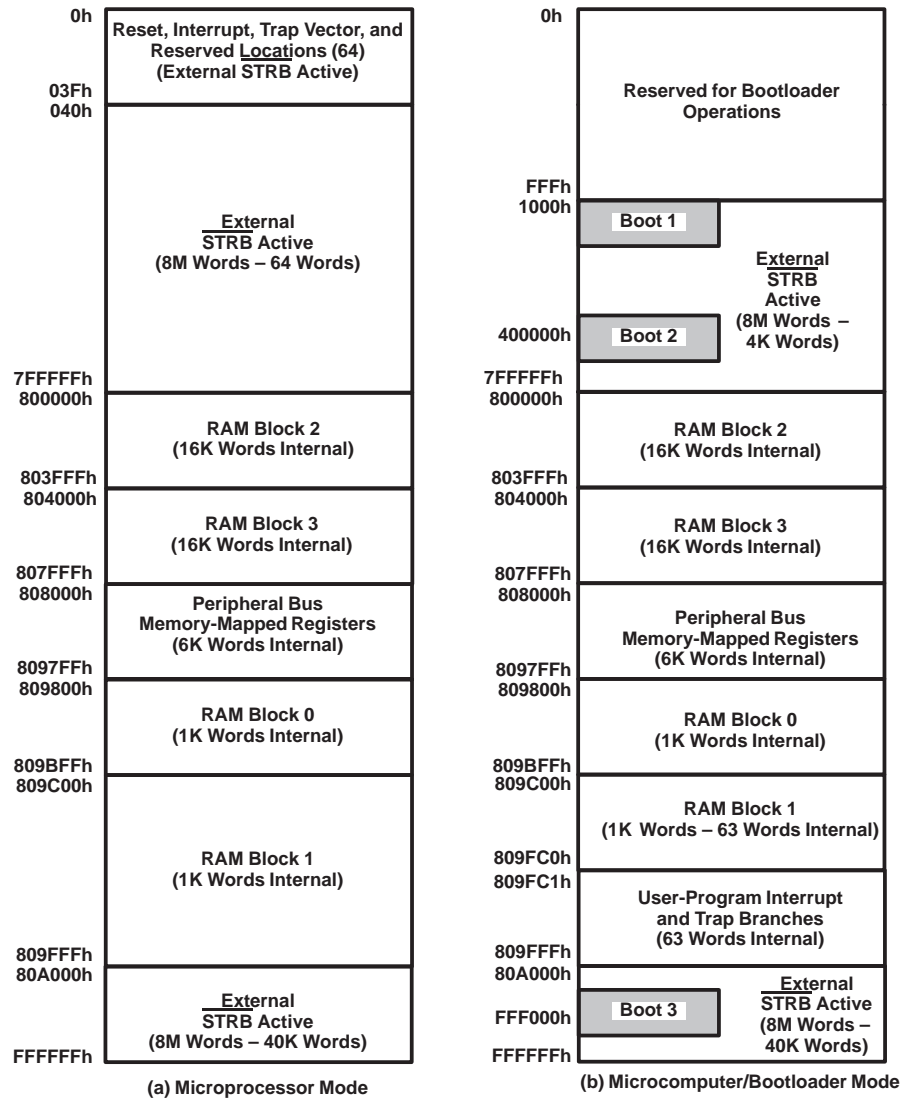 0h
Reset, Interrupt, Trap Vector, and
Reserved Locations (64)
(External STRB Active)
03Fh
040h
External
STRB Active
(8M Words – 64 Words)
7FFFFFh
800000h
RAM Block 2
(16K Words Internal)
803FFFh
804000h
RAM Block 3
(16K Words Internal)
807FFFh
808000h
Peripheral Bus
Memory-Mapped Registers
(6K Words Internal)
8097FFh
809800h
RAM Block 0
(1K Words Internal)
809BFFh
809C00h
RAM Block 1
(1K Words Internal)
809FFFh
80A000h
External
STRB Active
(8M Words – 40K Words)
FFFFFFh
(a) Microprocessor Mode
0h
Reserved for Bootloader
Operations
FFFh
1000h
Boot 1
External
STRB
Active
(8M Words –
4K Words)
400000h
Boot 2
7FFFFFh
800000h
RAM Block 2
(16K Words Internal)
803FFFh
804000h
RAM Block 3
(16K Words Internal)
807FFFh
808000h
Peripheral Bus
Memory-Mapped Registers
(6K Words Internal)
8097FFh
809800h
RAM Block 0
(1K Words Internal)
809BFFh
809C00h
RAM Block 1
(1K Words – 63 Words Internal)
809FC0h
809FC1h
User-Program Interrupt
and Trap Branches
(63 Words Internal)
809FFFh
80A000h
Boot 3
External
STRB Active
(8M Words –
40K Words)
FFF000h
FFFFFFh
(b) Microcomputer/Bootloader Mode